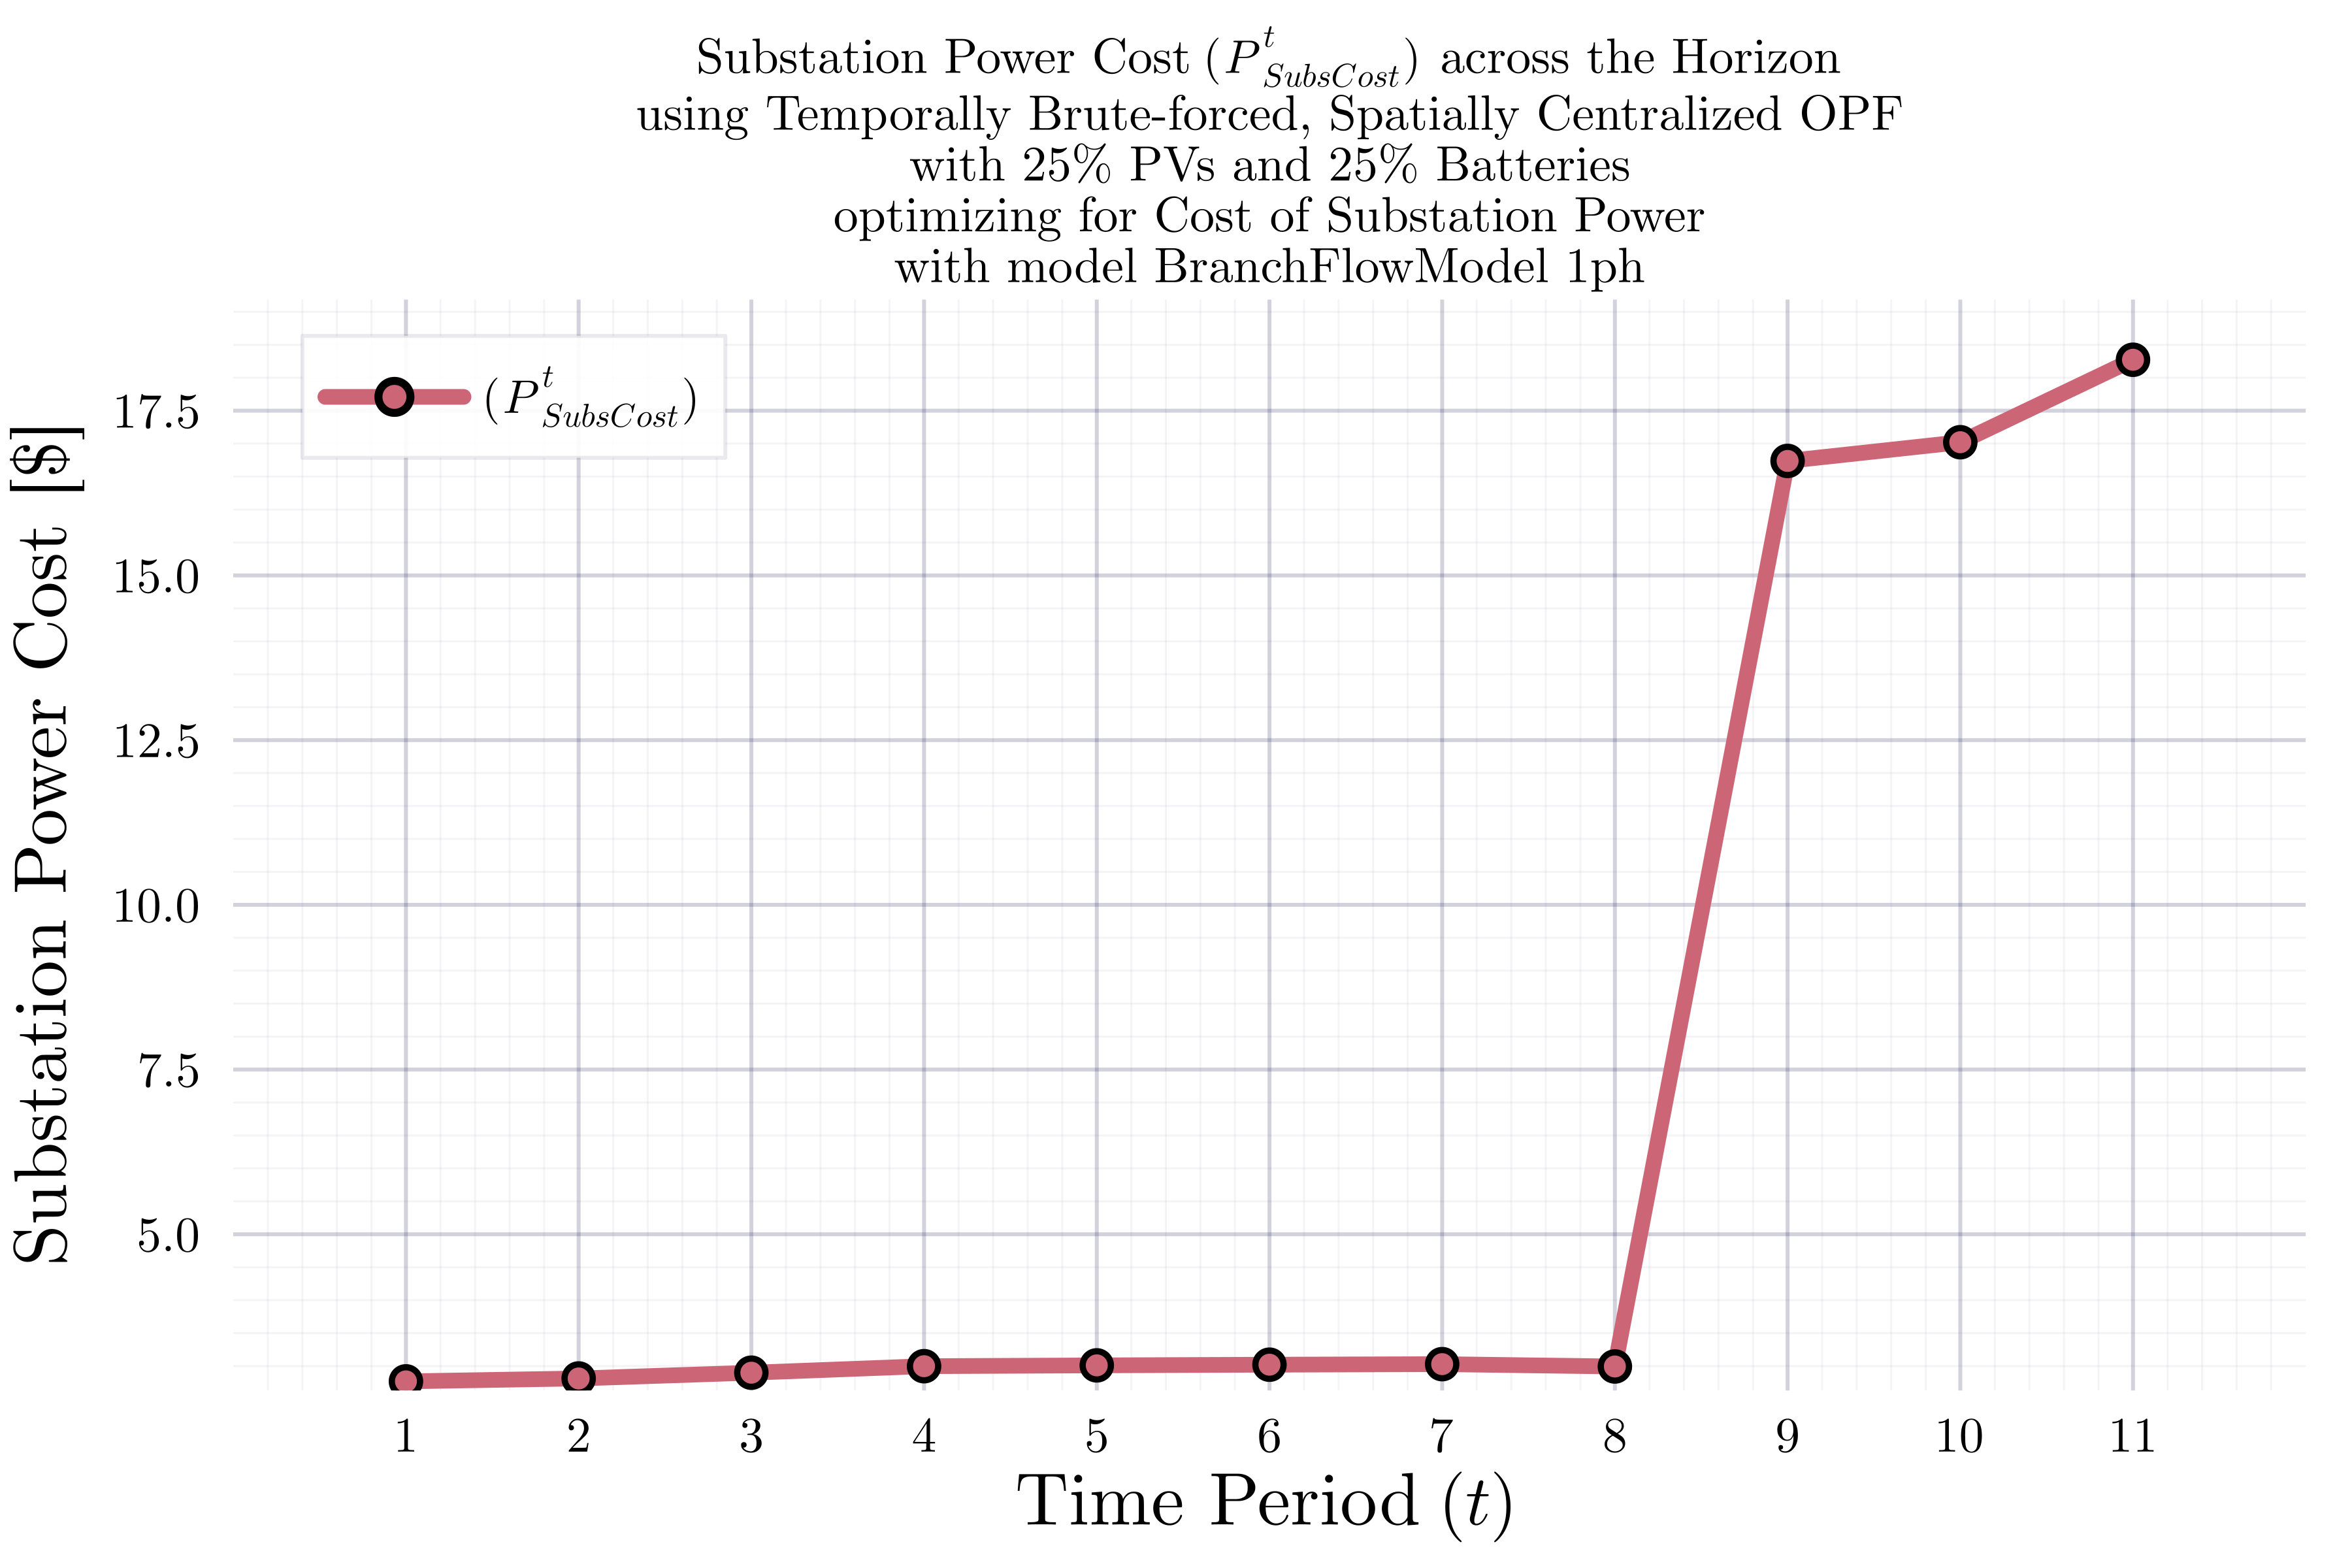 Substation Power Cost (P^t_SubsCost) across the Horizon
using Temporally Brute-forced, Spatially Centralized OPF
with 25% PVs and 25% Batteries
optimizing for Cost of Substation Power
with model BranchFlowModel 1ph
(P^t_SubsCost)
Substation Power Cost [$]
17.5
15.0
12.5
10.0
7.5
5.0
1 2 3 4 5 6 7 8 9 10 11
Time Period (t)